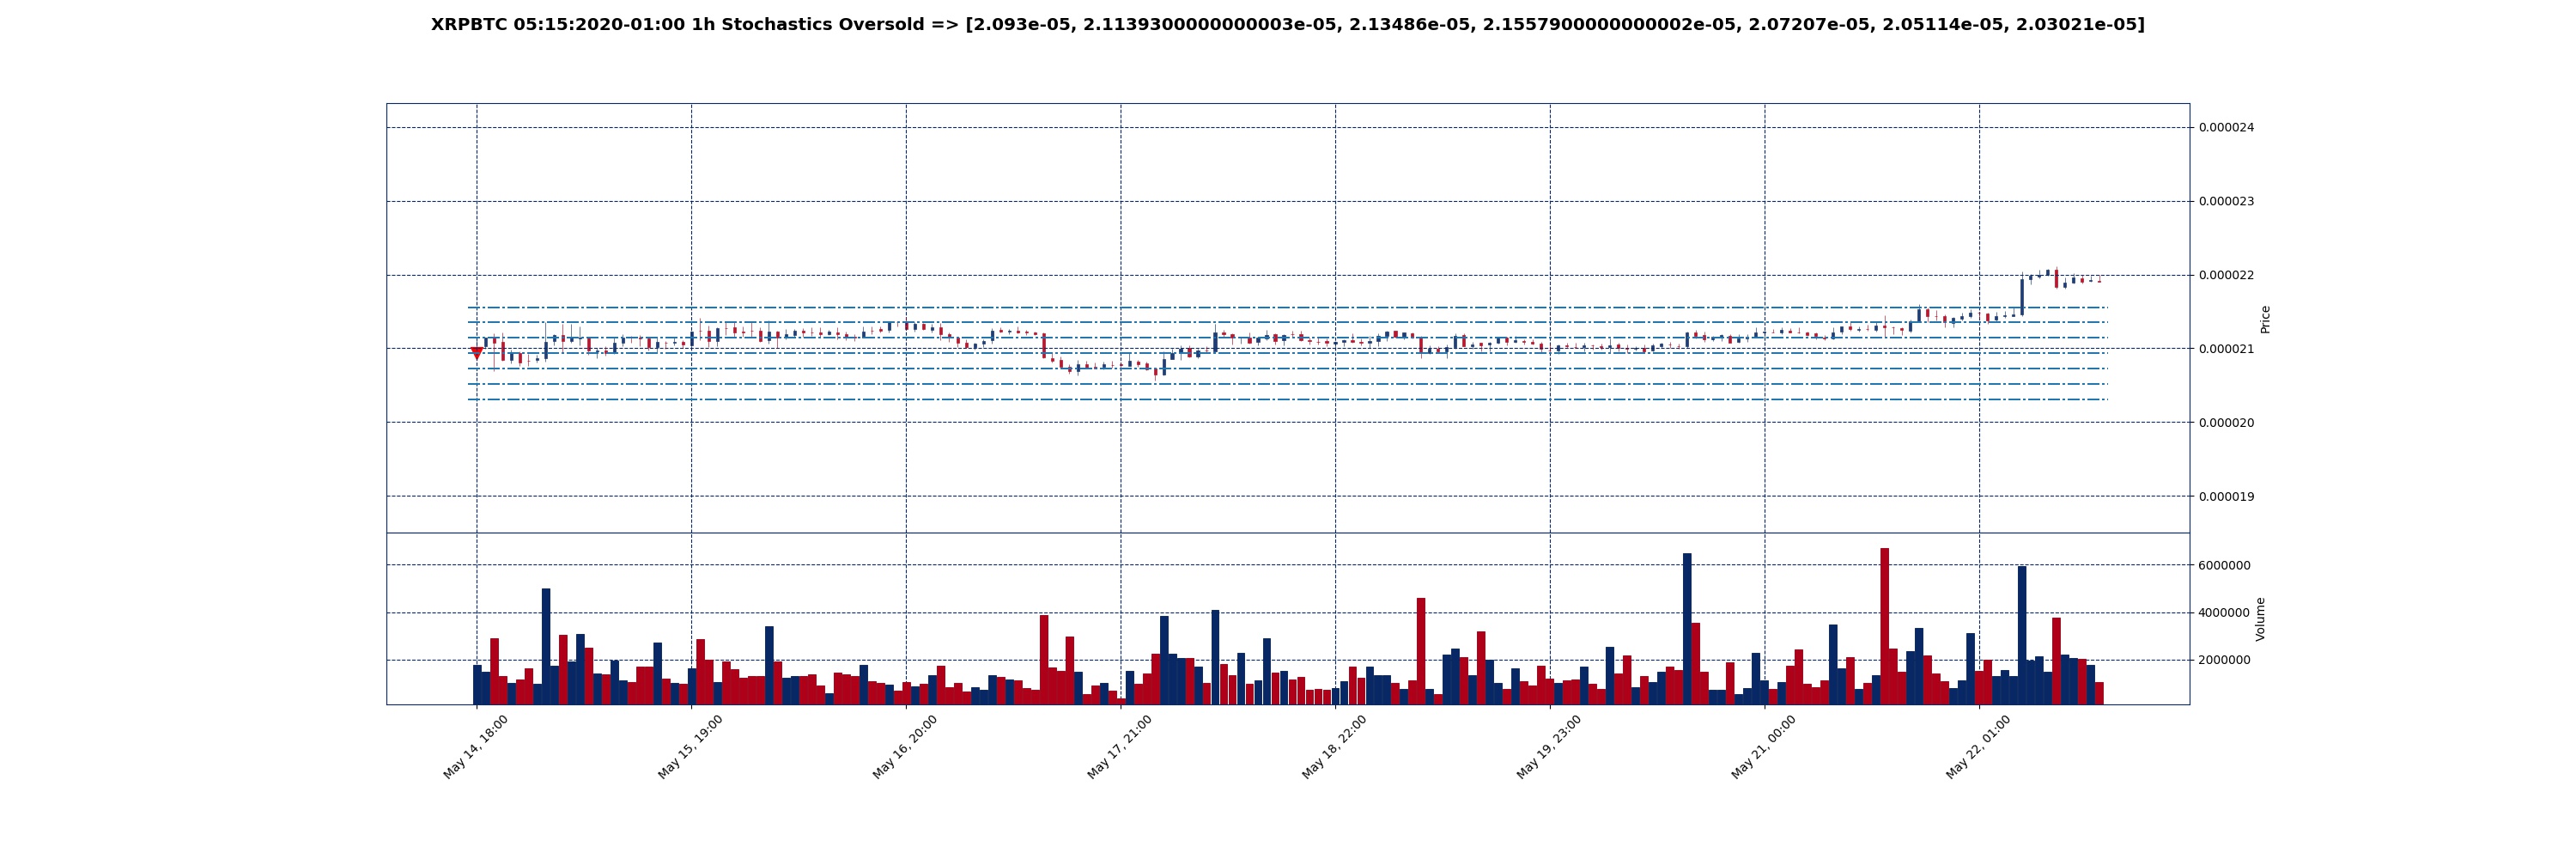 XRPBTC 05:15:2020-01:00 1h Stochastics Oversold => [2.093e-05, 2.1139300000000003e-05, 2.13486e-05, 2.1557900000000002e-05, 2.07207e-05, 2.05114e-05, 2.03021e-05]
0.000024
0.000023
0.000022
0.000021
0.000020
0.000019
Price
6000000
4000000
2000000
Volume
May 14, 18:00
May 15, 19:00
May 16, 20:00
May 17, 21:00
May 18, 22:00
May 19, 23:00
May 21, 00:00
May 22, 01:00